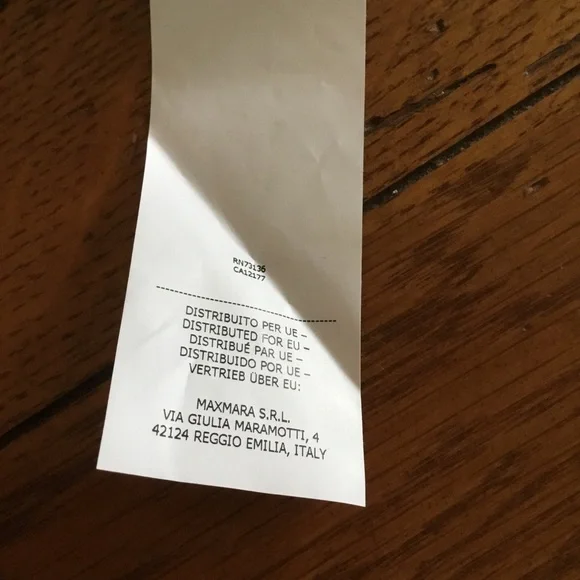 RN73136
CA12177
DISTRIBUITO PER UE –
DISTRIBUTED FOR EU –
DISTRIBUÉ PAR UE –
DISTRIBUIDO POR UE –
VERTRIEB ÜBER EU:
MAXMARA S.R.L.
VIA GIULIA MARAMOTTI, 4
42124 REGGIO EMILIA, ITALY